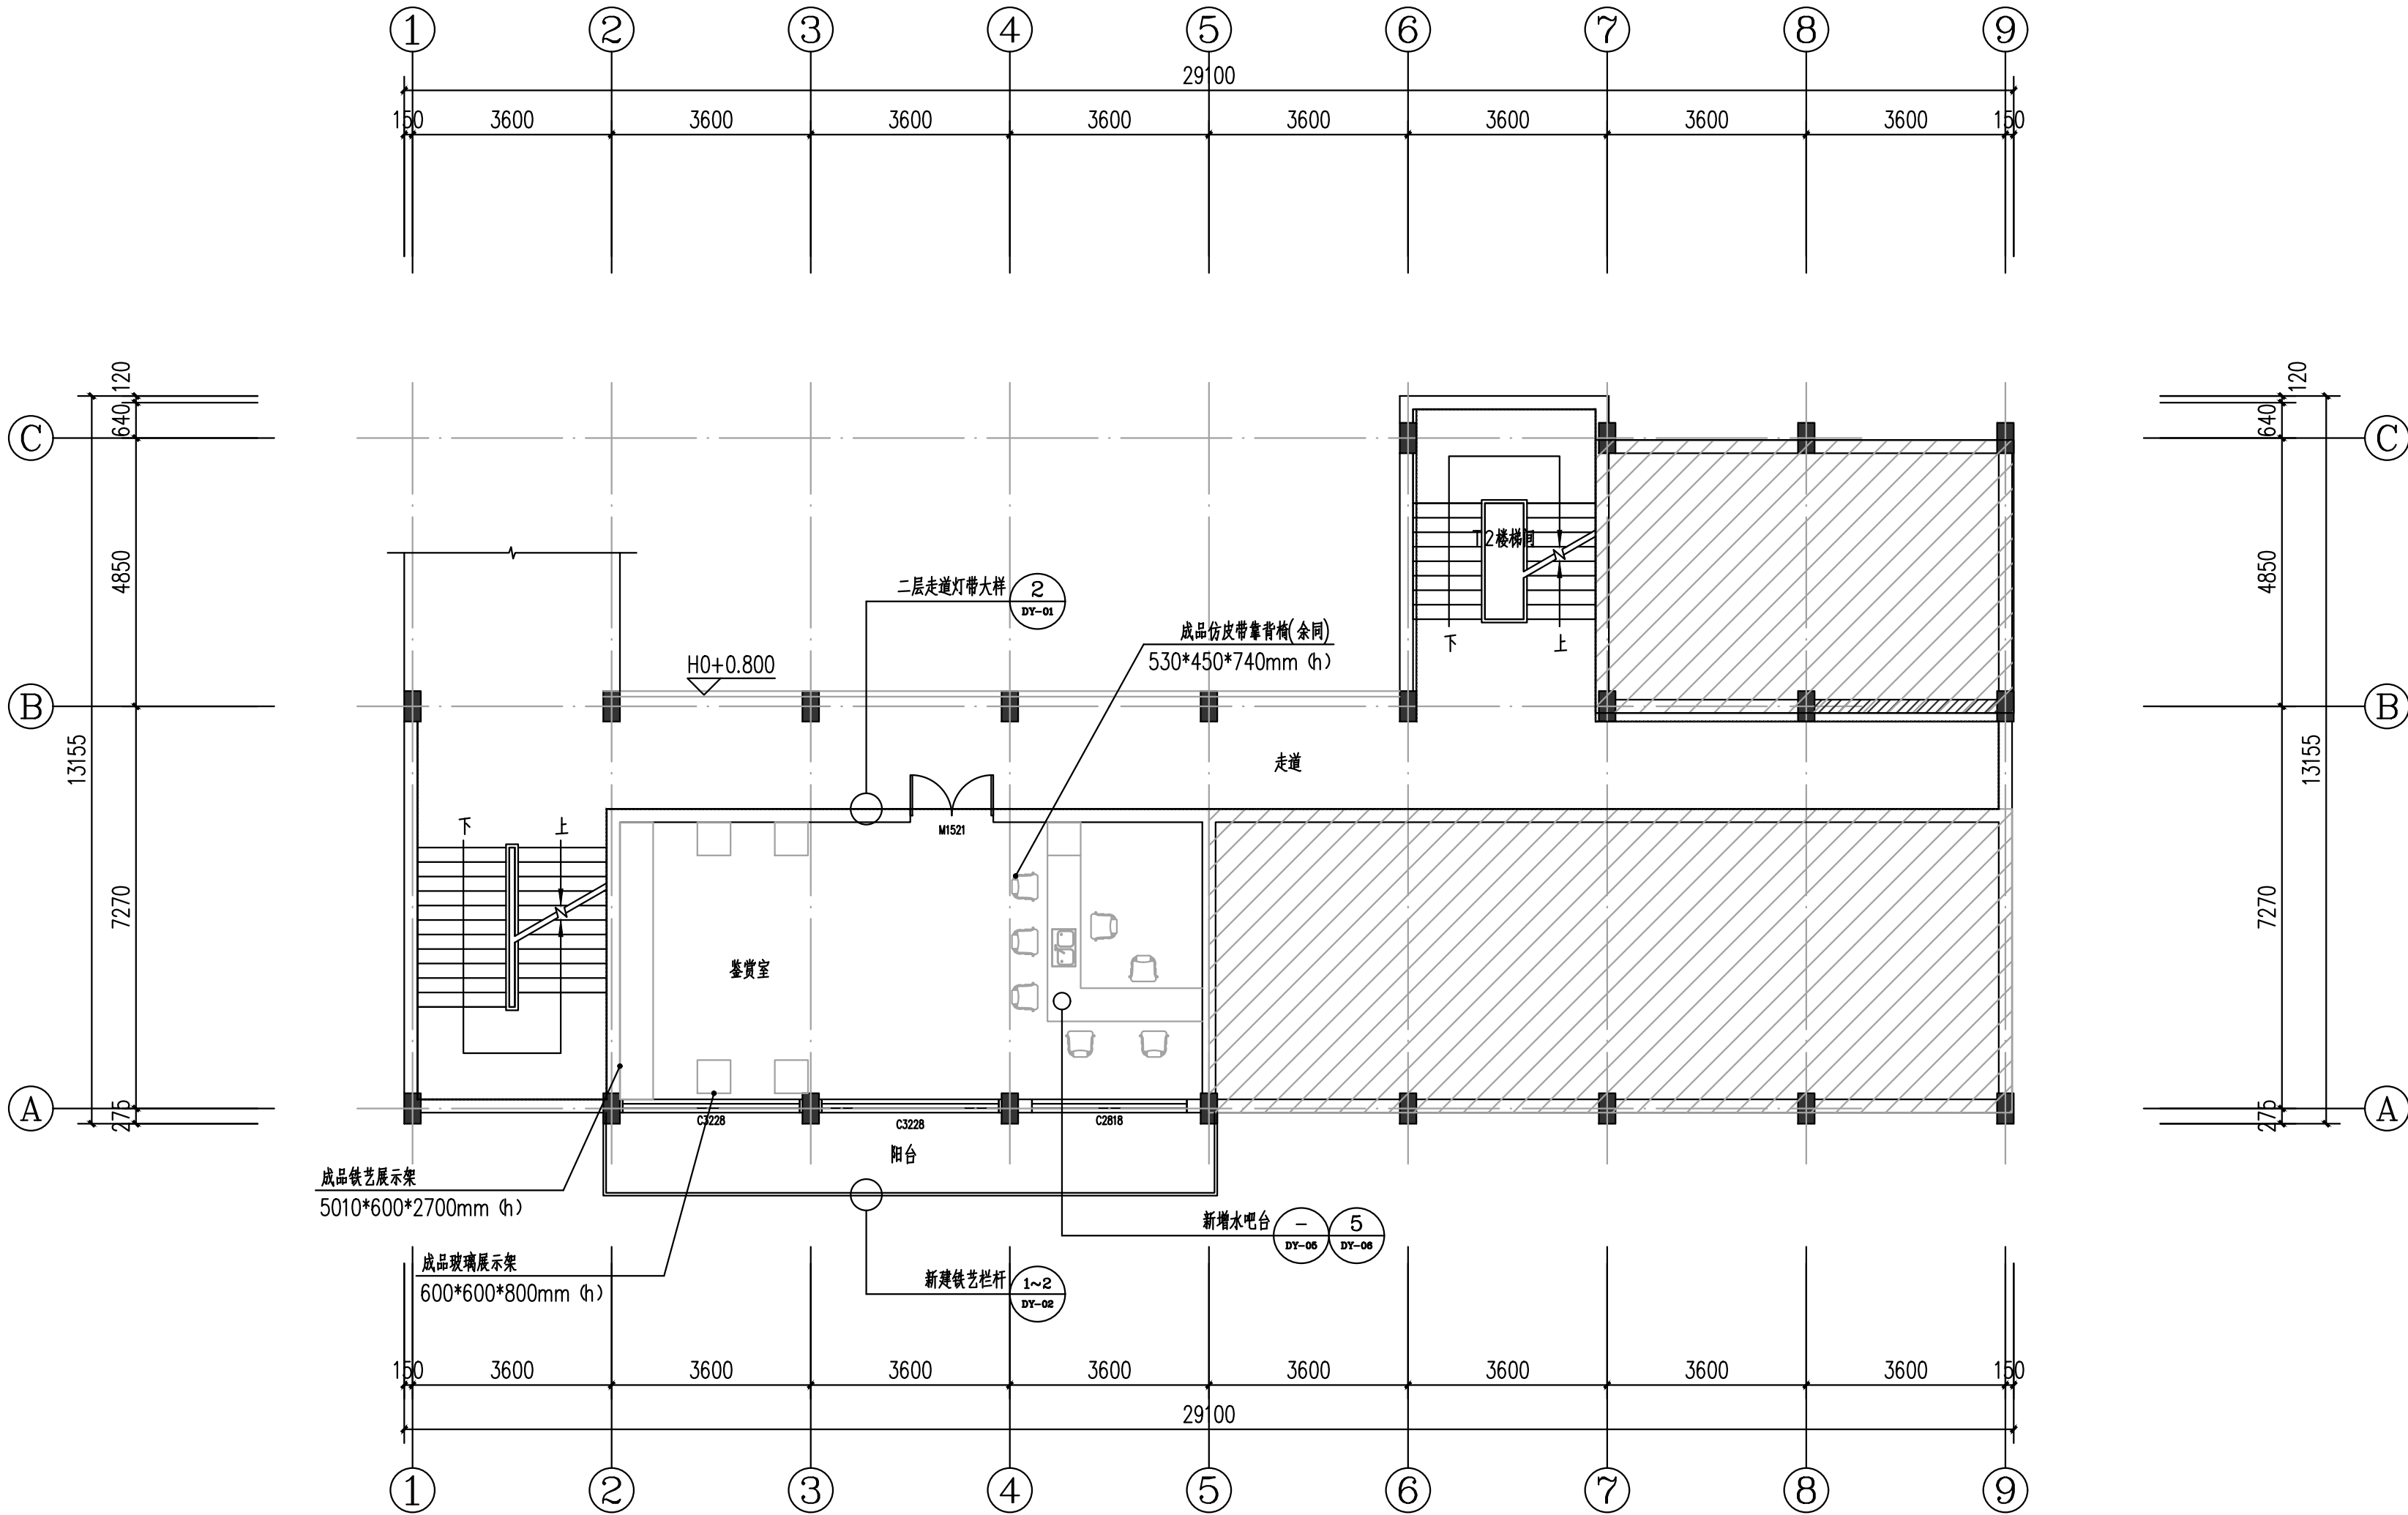 1 2 3 4 5 6 7 8 9
29100
150 3600 3600 3600 3600 3600 3600 3600 3600 150
120 120
640 640
C C
4850 4850
T2楼梯间
二层走道灯带大样 2
DY-01
成品仿皮带靠背椅(余同)
530*450*740mm (h)
下 上
H0+0.800
B B
13155 13155
走道
下 上
M1521
7270 7270
鉴赏室
A A
275 275
C3228 C3228 C2818
阳台
成品铁艺展示架
5010*600*2700mm (h)
新增水吧台 - 5
DY-05 DY-06
成品玻璃展示架
600*600*800mm (h)
新建铁艺栏杆 1~2
DY-02
150 3600 3600 3600 3600 3600 3600 3600 3600 150
29100
1 2 3 4 5 6 7 8 9